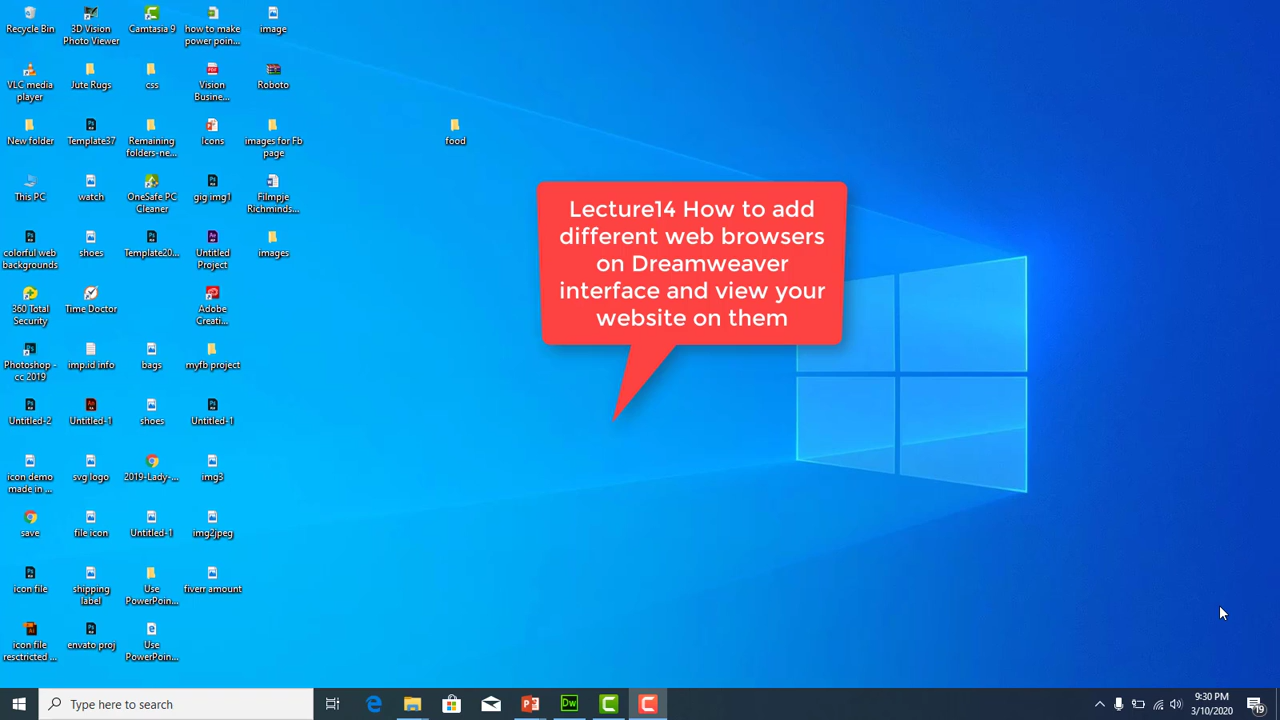 Recycle Bin
3D Vision
Photo Viewer
Camtasia 9
how to make
power poin...
image
VLC media
player
Jute Rugs
css
Vision
Busine...
Roboto
New folder
Template37
Remaining
folders-ne...
Icons
images for Fb
page
food
This PC
watch
OneSafe PC
Cleaner
gig img1
Filmpje
Richminds...
colorful web
backgrounds
shoes
Template20...
Untitled
Project
images
360 Total
Security
Time Doctor
Adobe
Creati...
Photoshop -
cc 2019
imp.id info
bags
myfb project
Untitled-2
Untitled-1
shoes
Untitled-1
icon demo
made in ...
svg logo
2019-Lady-...
img3
save
file icon
Untitled-1
img2jpeg
icon file
shipping
label
Use
PowerPoin...
fiverr amount
icon file
resctricted ...
envato proj
Use
PowerPoin...
Lecture14 How to add
different web browsers
on Dreamweaver
interface and view your
website on them
Type here to search
9:30 PM
3/10/2020
19